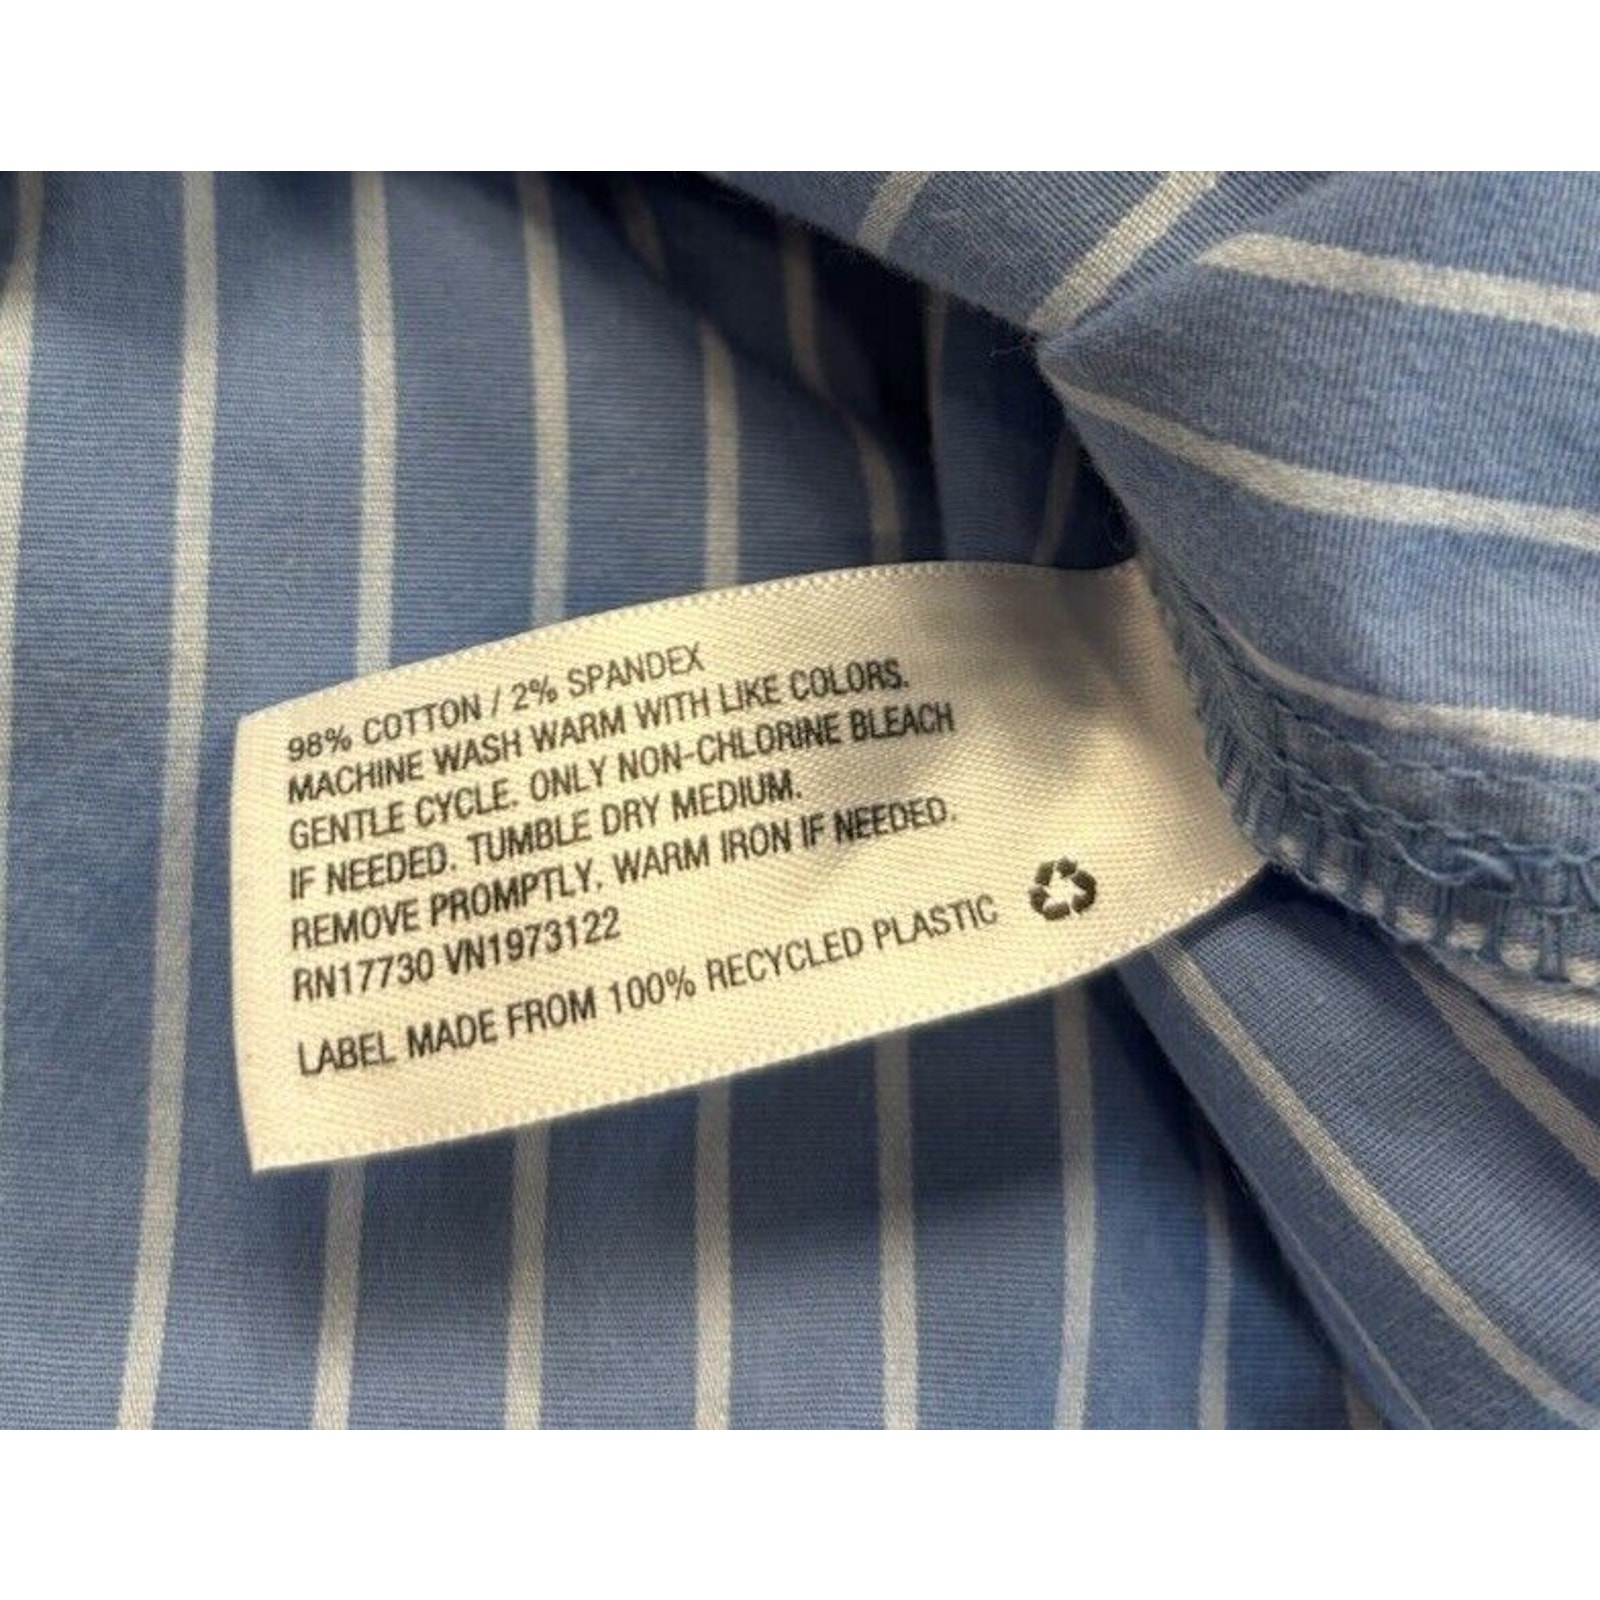 98% COTTON / 2% SPANDEX
MACHINE WASH WARM WITH LIKE COLORS.
GENTLE CYCLE. ONLY NON-CHLORINE BLEACH
IF NEEDED. TUMBLE DRY MEDIUM.
REMOVE PROMPTLY. WARM IRON IF NEEDED.
RN17730 VN1973122
LABEL MADE FROM 100% RECYCLED PLASTIC